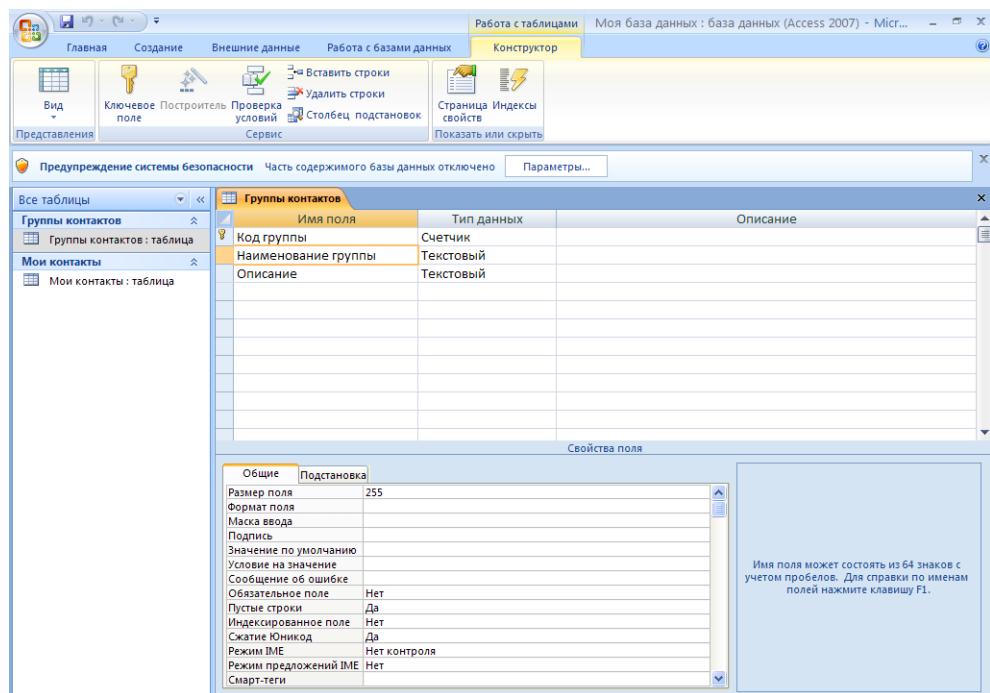 Работа с таблицами Моя база данных : база данных (Access 2007) - Micr...
Главная Создание Внешние данные Работа с базами данных Конструктор
Вид
Представления
Ключевое поле
Построитель
Проверка условий
Вставить строки
Удалить строки
Столбец подстановок
Сервис
Страница свойств
Индексы
Показать или скрыть
Предупреждение системы безопасности Часть содержимого базы данных отключено Параметры...
Все таблицы
Группы контактов
Группы контактов : таблица
Мои контакты
Мои контакты : таблица
Группы контактов
Имя поля Тип данных Описание
Код группы Счетчик
Наименование группы Текстовый
Описание Текстовый
Свойства поля
Общие Подстановка
Размер поля 255
Формат поля
Маска ввода
Подпись
Значение по умолчанию
Условие на значение
Сообщение об ошибке
Обязательное поле Нет
Пустые строки Да
Индексированное поле Нет
Сжатие Юникод Да
Режим IME Нет контроля
Режим предложений IME Нет
Смарт-теги
Имя поля может состоять из 64 знаков с
учетом пробелов. Для справки по именам
полей нажмите клавишу F1.